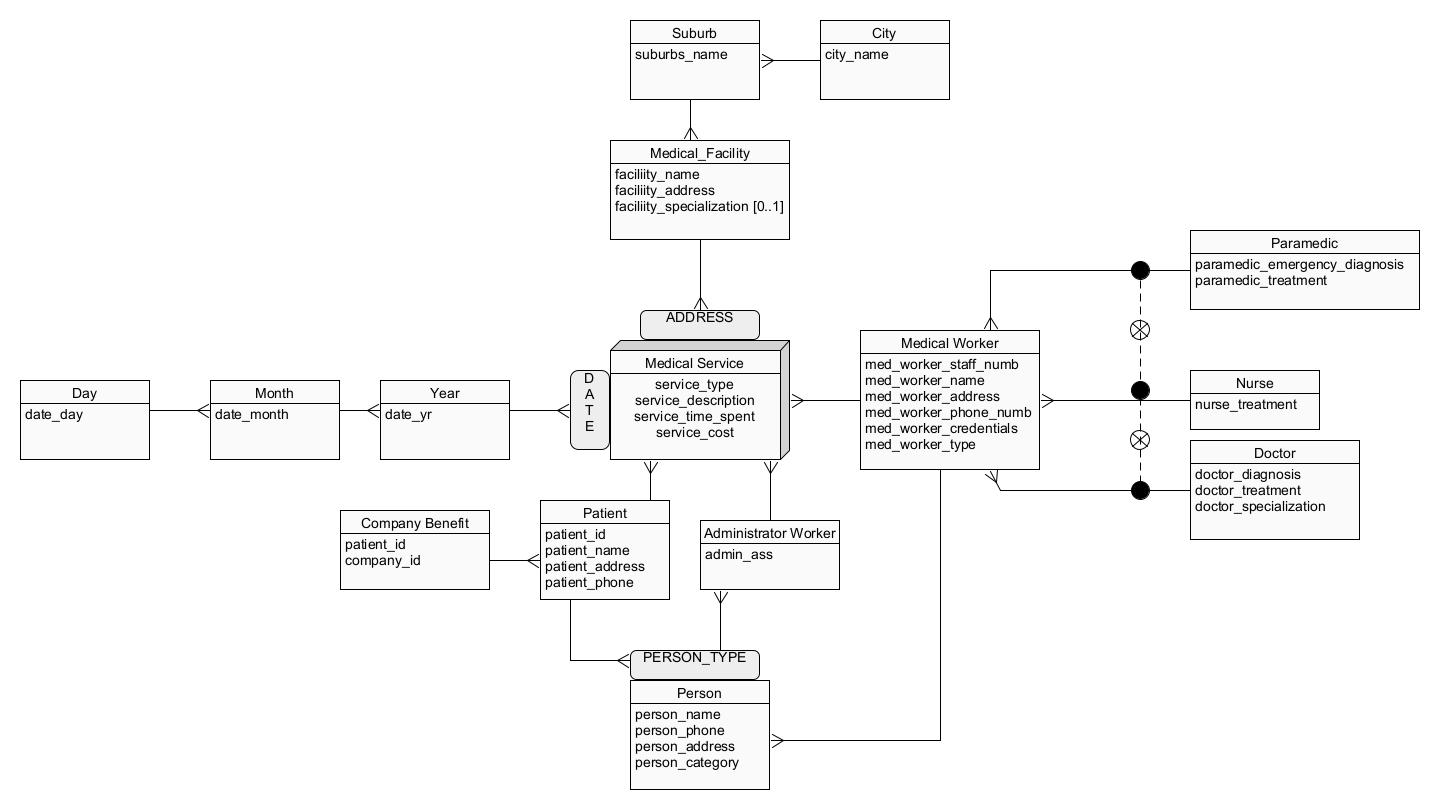 Suburb
suburbs_name
City
city_name
Medical_Facility
faciliity_name
faciliity_address
faciliity_specialization [0..1]
Paramedic
paramedic_emergency_diagnosis
paramedic_treatment
ADDRESS
Medical Service
service_type
service_description
service_time_spent
service_cost
Medical Worker
med_worker_staff_numb
med_worker_name
med_worker_address
med_worker_phone_numb
med_worker_credentials
med_worker_type
Day
date_day
Month
date_month
Year
date_yr
D
A
T
E
Nurse
nurse_treatment
Doctor
doctor_diagnosis
doctor_treatment
doctor_specialization
Company Benefit
patient_id
company_id
Patient
patient_id
patient_name
patient_address
patient_phone
Administrator Worker
admin_ass
PERSON_TYPE
Person
person_name
person_phone
person_address
person_category